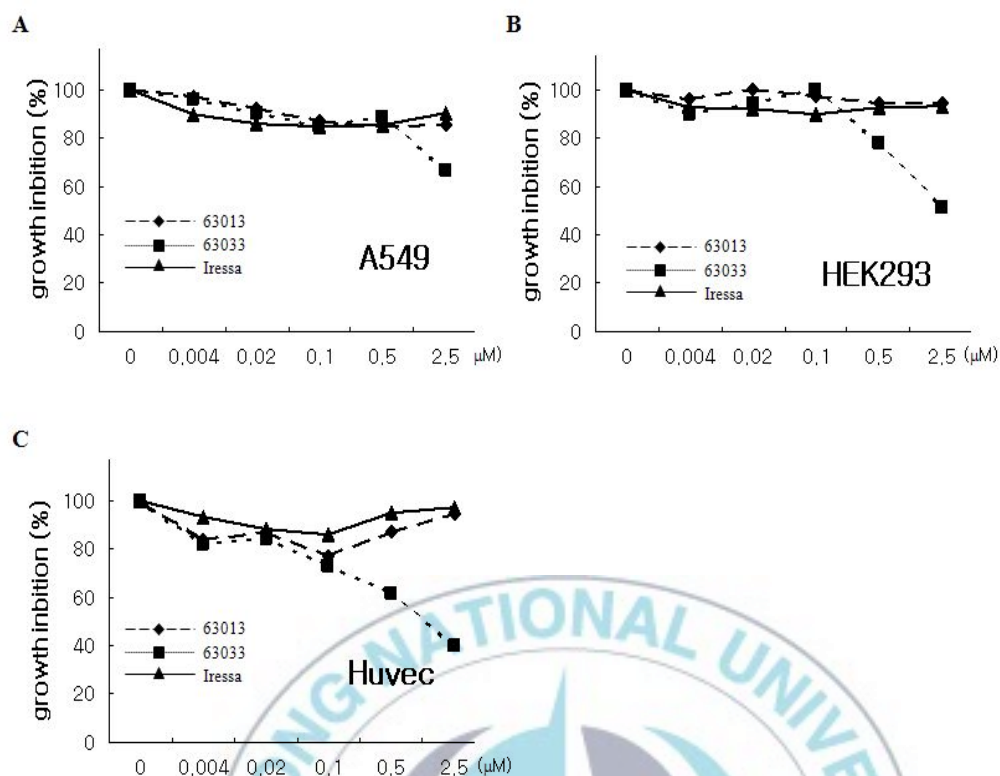 A
growth inbition (%)
100
80
60
40
20
0
63013
63033
Iressa
A549
0 0,004 0,02 0,1 0,5 2,5 μM)
B
growth inbition (%)
100
80
60
40
20
0
63013
63033
Iressa
HEK293
0 0,004 0,02 0,1 0,5 2,5 (μM)
C
growth inbition (%)
100
80
60
40
20
0
63013
63033
Iressa
Huvec
0 0,004 0,02 0,1 0,5 2,5 (μM)
NG NATIONAL UNIVE